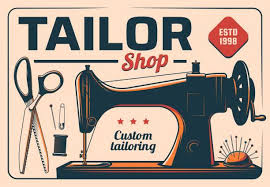 TAILOR
Shop
ESTD
1998
Custom
tailoring